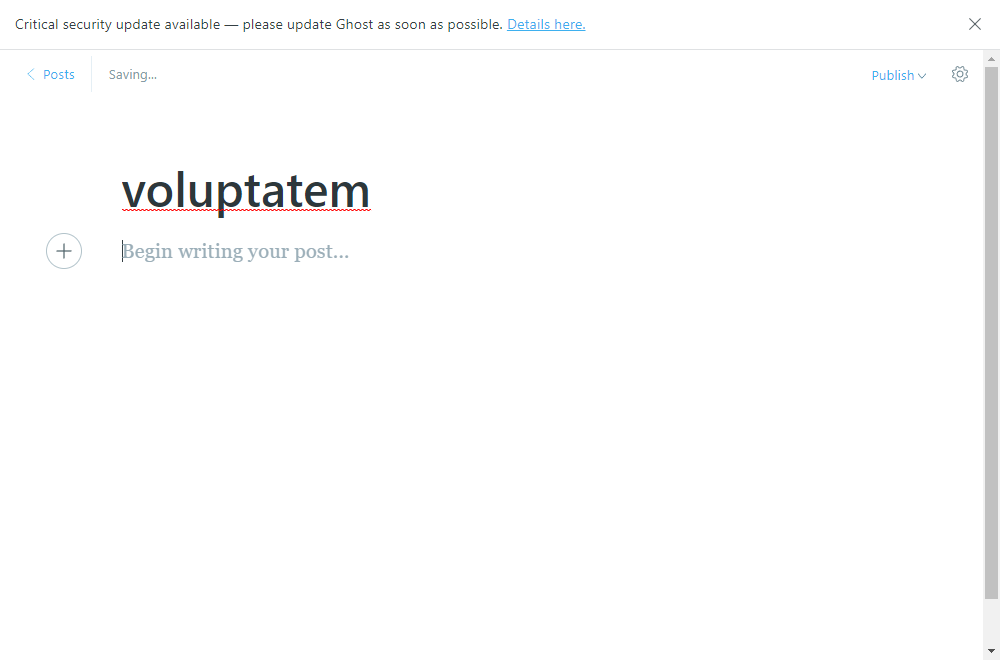 Critical security update available — please update Ghost as soon as possible. Details here.
Posts
Saving...
Publish
voluptatem
Begin writing your post...